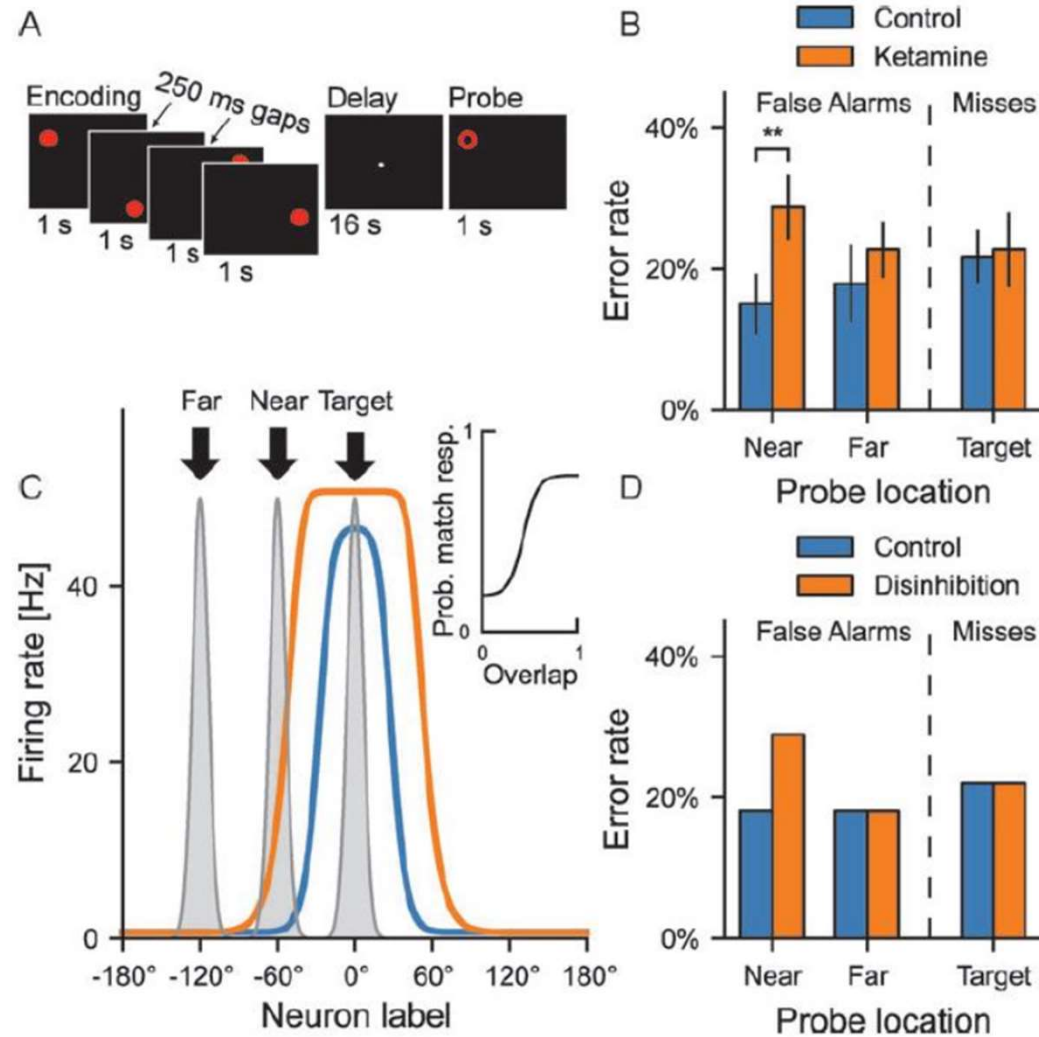 A
Encoding
250 ms gaps
Delay
Probe
1 s
1 s
1 s
1 s
16 s
1 s
B
Control
Ketamine
False Alarms
Misses
**
40%
20%
0%
Error rate
Near
Far
Target
Probe location
C
Far
Near
Target
Firing rate [Hz]
40
20
0
-180°
-120°
-60°
0°
60°
120°
180°
Neuron label
Prob. match resp.
1
0
0
1
Overlap
D
Control
Disinhibition
False Alarms
Misses
40%
20%
0%
Error rate
Near
Far
Target
Probe location